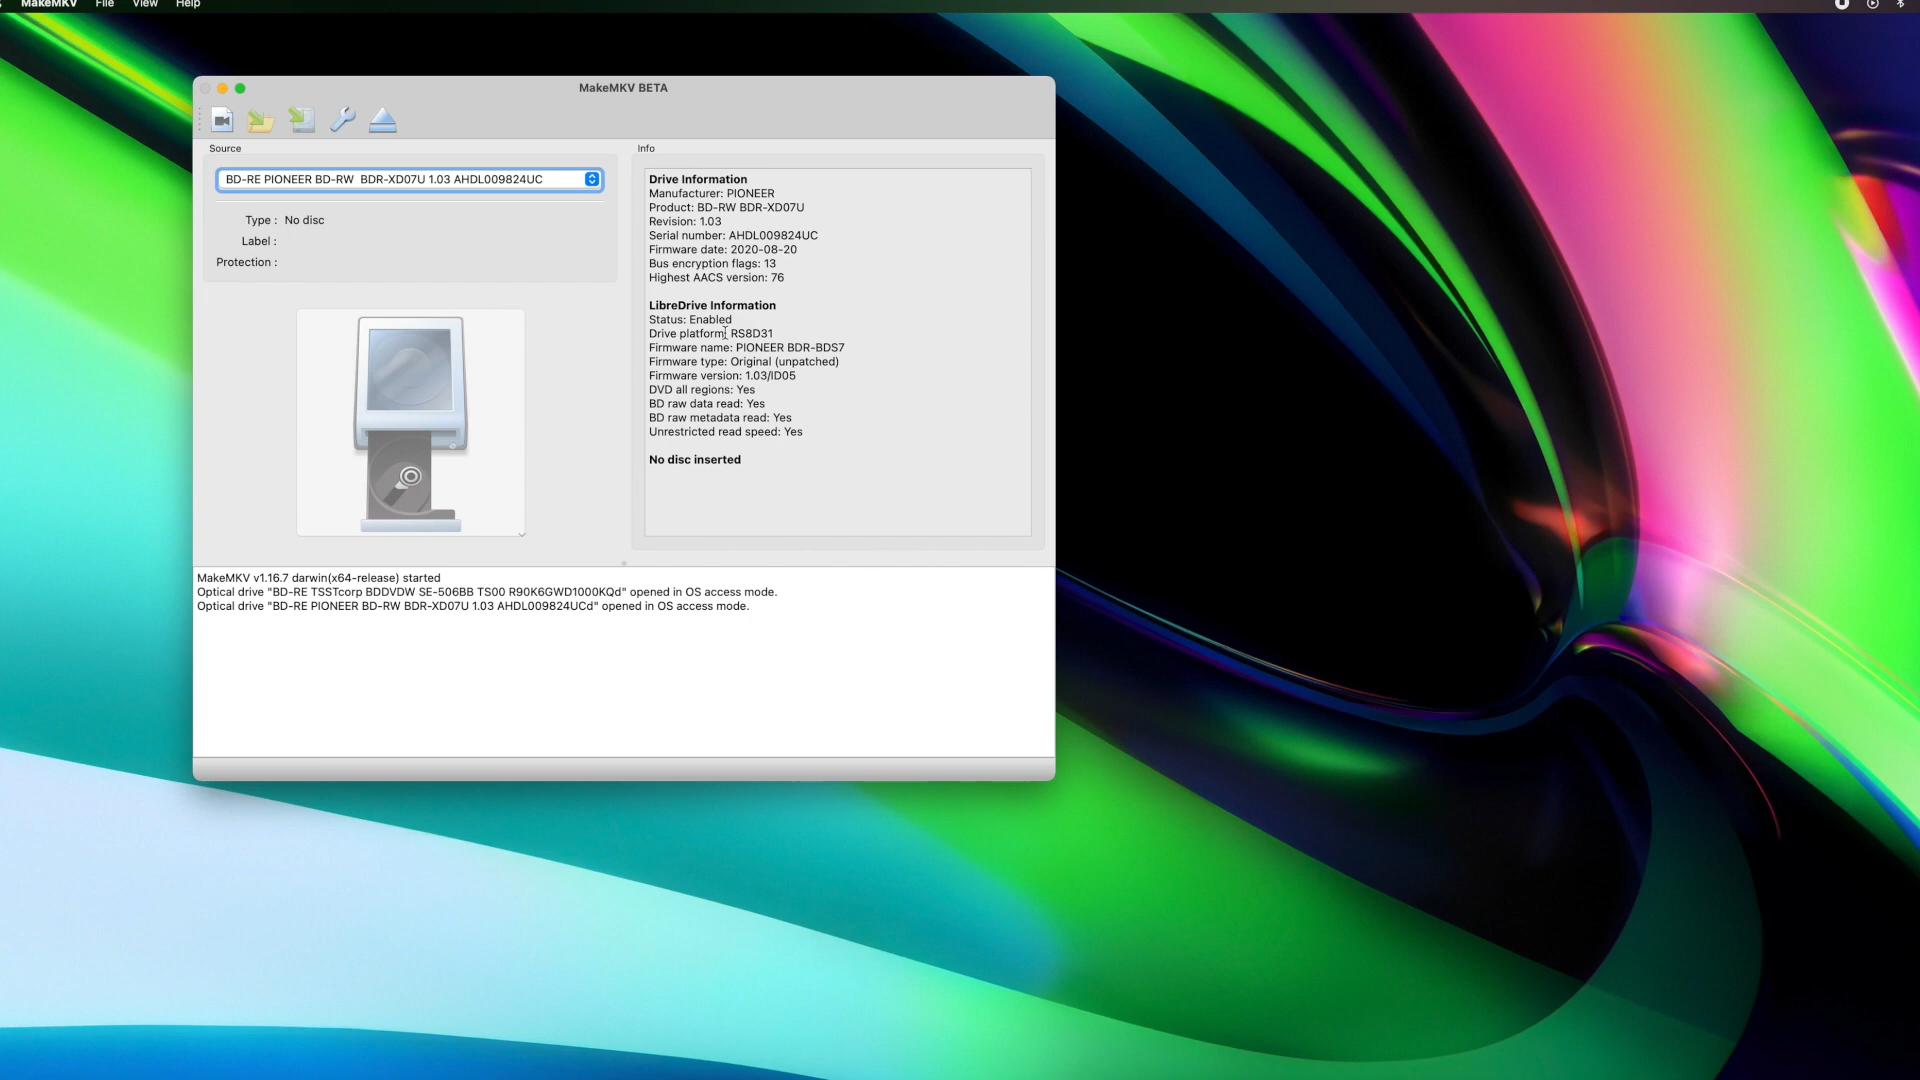 MakeMKV File View Help
MakeMKV BETA
Source
BD-RE PIONEER BD-RW BDR-XD07U 1.03 AHDL009824UC
Type : No disc
Label :
Protection :
Info
Drive Information
Manufacturer: PIONEER
Product: BD-RW BDR-XD07U
Revision: 1.03
Serial number: AHDL009824UC
Firmware date: 2020-08-20
Bus encryption flags: 13
Highest AACS version: 76
LibreDrive Information
Status: Enabled
Drive platform: RS8D31
Firmware name: PIONEER BDR-BDS7
Firmware type: Original (unpatched)
Firmware version: 1.03/ID05
DVD all regions: Yes
BD raw data read: Yes
BD raw metadata read: Yes
Unrestricted read speed: Yes
No disc inserted
MakeMKV v1.16.7 darwin(x64-release) started
Optical drive "BD-RE TSSTcorp BDDVDW SE-506BB TS00 R90K6GWD1000KQd" opened in OS access mode.
Optical drive "BD-RE PIONEER BD-RW BDR-XD07U 1.03 AHDL009824UCd" opened in OS access mode.